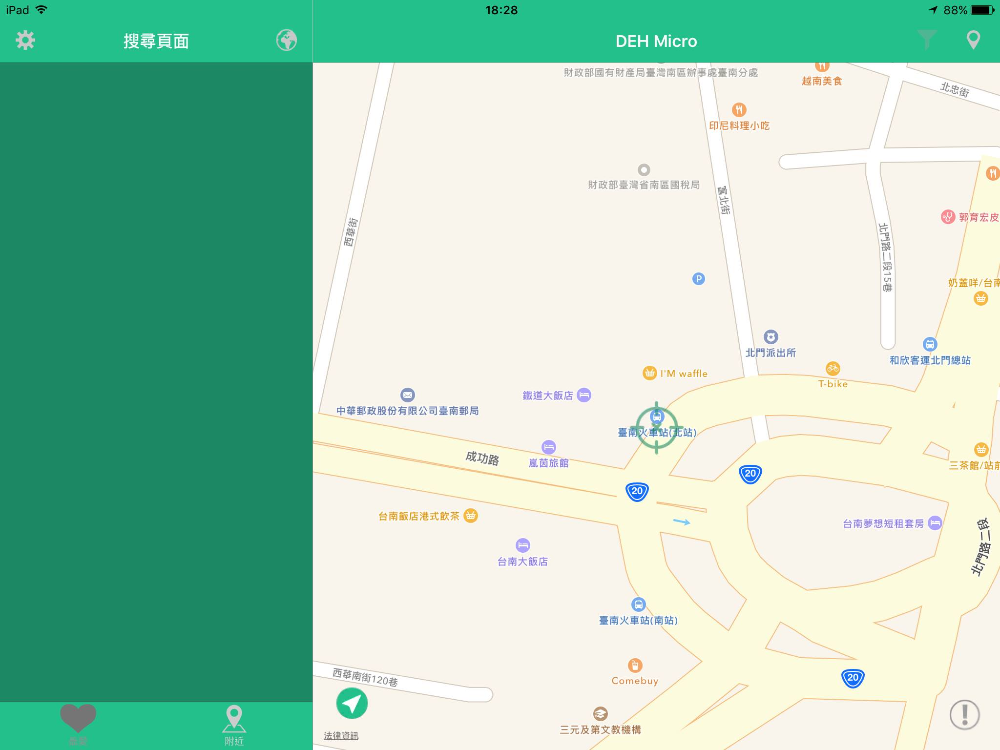 iPad
18:28
88%
搜尋頁面
DEH Micro
財政部國有財產局臺灣南區辦事處臺南分處
越南美食
北忠街
印尼料理小吃
財政部臺灣省南區國稅局
富北街
郭育宏皮
西華街
北門路二段15巷
P
奶蓋咩/台南
北門派出所
和欣客運北門總站
I'M waffle
T-bike
鐵道大飯店
中華郵政股份有限公司臺南郵局
臺南火車站(北站)
成功路
嵐茵旅館
三茶館/站前
20
20
台南飯店港式飲茶
台南夢想短租套房
北門路二段
台南大飯店
臺南火車站(南站)
西華南街120巷
Comebuy
20
三元及第文教機構
法律資訊
最愛
附近